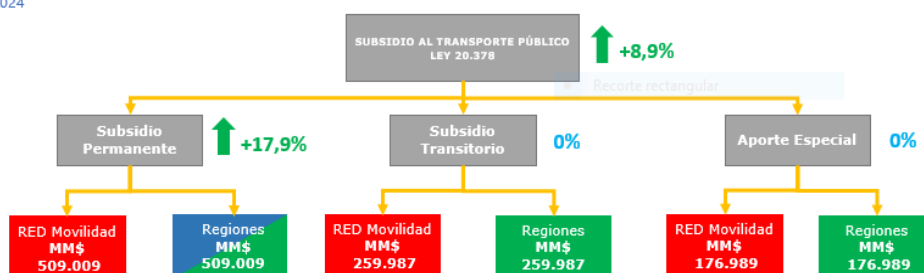 024
SUBSIDIO AL TRANSPORTE PÚBLICO
LEY 20.378
+8,9%
Recorte rectangular
Subsidio
Permanente
+17,9%
Subsidio
Transitorio
0%
Aporte Especial
0%
RED Movilidad
MM$
509.009
Regiones
MM$
509.009
RED Movilidad
MM$
259.987
Regiones
MM$
259.987
RED Movilidad
MM$
176.989
Regiones
MM$
176.989